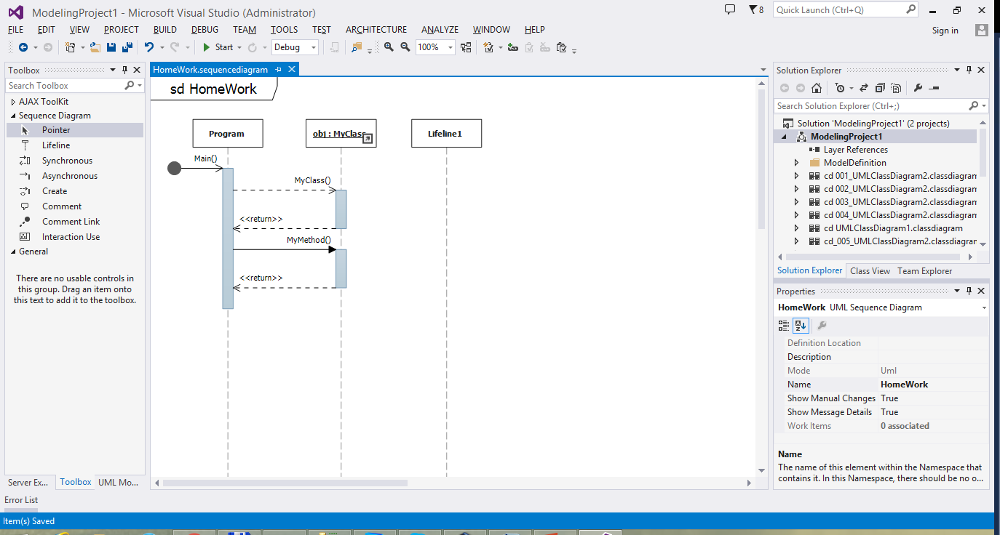 ModelingProject1 - Microsoft Visual Studio (Administrator)
8
Quick Launch (Ctrl+Q)
FILE EDIT VIEW PROJECT BUILD DEBUG TEAM TOOLS TEST ARCHITECTURE ANALYZE WINDOW HELP
Sign in
Start
Debug
100%
Toolbox
Search Toolbox
AJAX ToolKit
Sequence Diagram
Pointer
Lifeline
Synchronous
Asynchronous
Create
Comment
Comment Link
Interaction Use
General
There are no usable controls in
this group. Drag an item onto
this text to add it to the toolbox.
Server Ex... Toolbox UML Mo...
HomeWork.sequencediagram
sd HomeWork
Program
obj : MyClass
Lifeline1
Main()
MyClass()
<<return>>
MyMethod()
<<return>>
Solution Explorer
Search Solution Explorer (Ctrl+;)
Solution 'ModelingProject1' (2 projects)
ModelingProject1
Layer References
ModelDefinition
cd 001_UMLClassDiagram2.classdiagram
cd 002_UMLClassDiagram2.classdiagram
cd 003_UMLClassDiagram2.classdiagram
cd 004_UMLClassDiagram2.classdiagram
cd UMLClassDiagram1.classdiagram
cd_005_UMLClassDiagram2.classdiagram
Solution Explorer Class View Team Explorer
Properties
HomeWork UML Sequence Diagram
Definition Location
Description
Mode Uml
Name HomeWork
Show Manual Changes True
Show Message Details True
Work Items 0 associated
Name
The name of this element within the Namespace that
contains it. In this Namespace, there should be no o...
Error List
Item(s) Saved